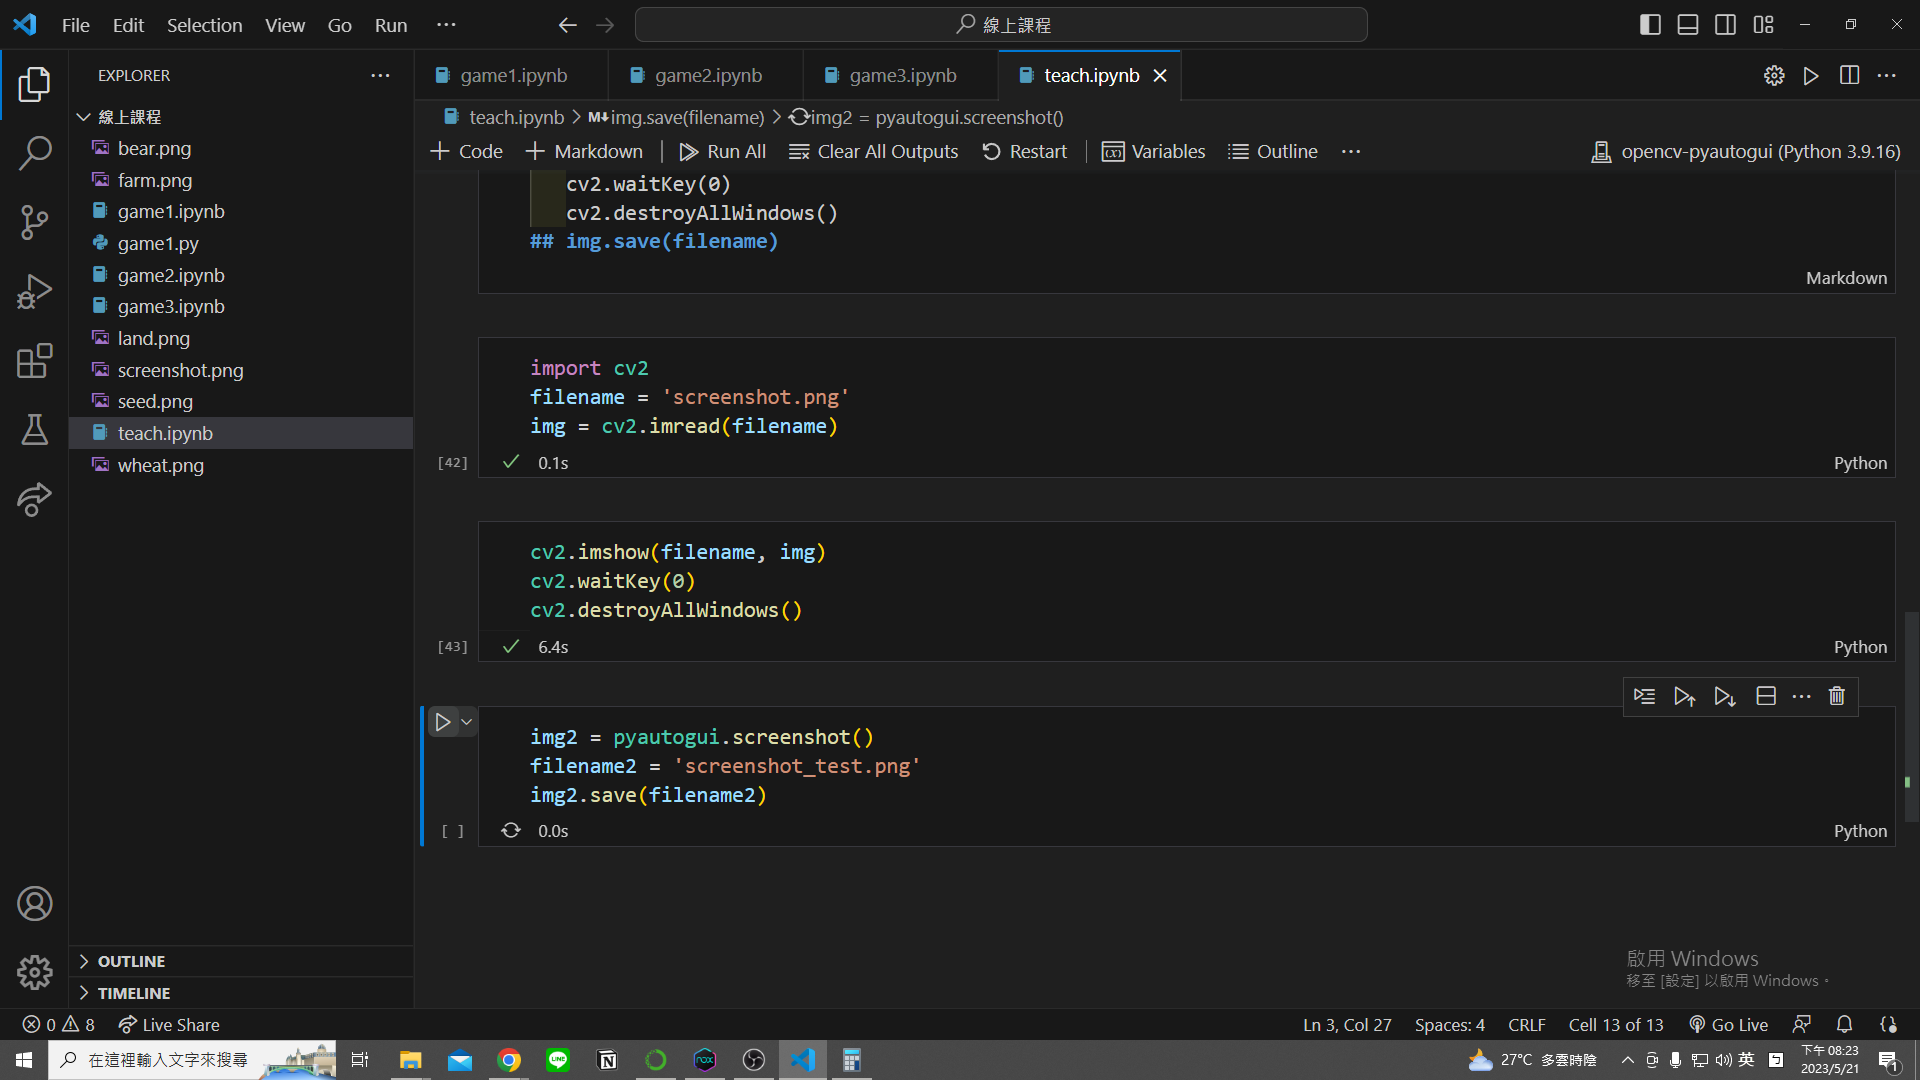 File Edit Selection View Go Run ···
線上課程
EXPLORER
線上課程
bear.png
farm.png
game1.ipynb
game1.py
game2.ipynb
game3.ipynb
land.png
screenshot.png
seed.png
teach.ipynb
wheat.png
OUTLINE
TIMELINE
game1.ipynb game2.ipynb game3.ipynb teach.ipynb
teach.ipynb > M↓img.save(filename) > img2 = pyautogui.screenshot()
+ Code + Markdown | Run All Clear All Outputs Restart | Variables Outline ··· opencv-pyautogui (Python 3.9.16)
cv2.waitKey(0)
cv2.destroyAllWindows()
## img.save(filename)
Markdown
import cv2
filename = 'screenshot.png'
img = cv2.imread(filename)
[42] 0.1s Python
cv2.imshow(filename, img)
cv2.waitKey(0)
cv2.destroyAllWindows()
[43] 6.4s Python
img2 = pyautogui.screenshot()
filename2 = 'screenshot_test.png'
img2.save(filename2)
[ ] 0.0s Python
啟用 Windows
移至 [設定] 以啟用 Windows。
0 8 Live Share Ln 3, Col 27 Spaces: 4 CRLF Cell 13 of 13 Go Live
在這裡輸入文字來搜尋 LINE nox 27°C 多雲時陰 英 下午 08:23
2023/5/21 1